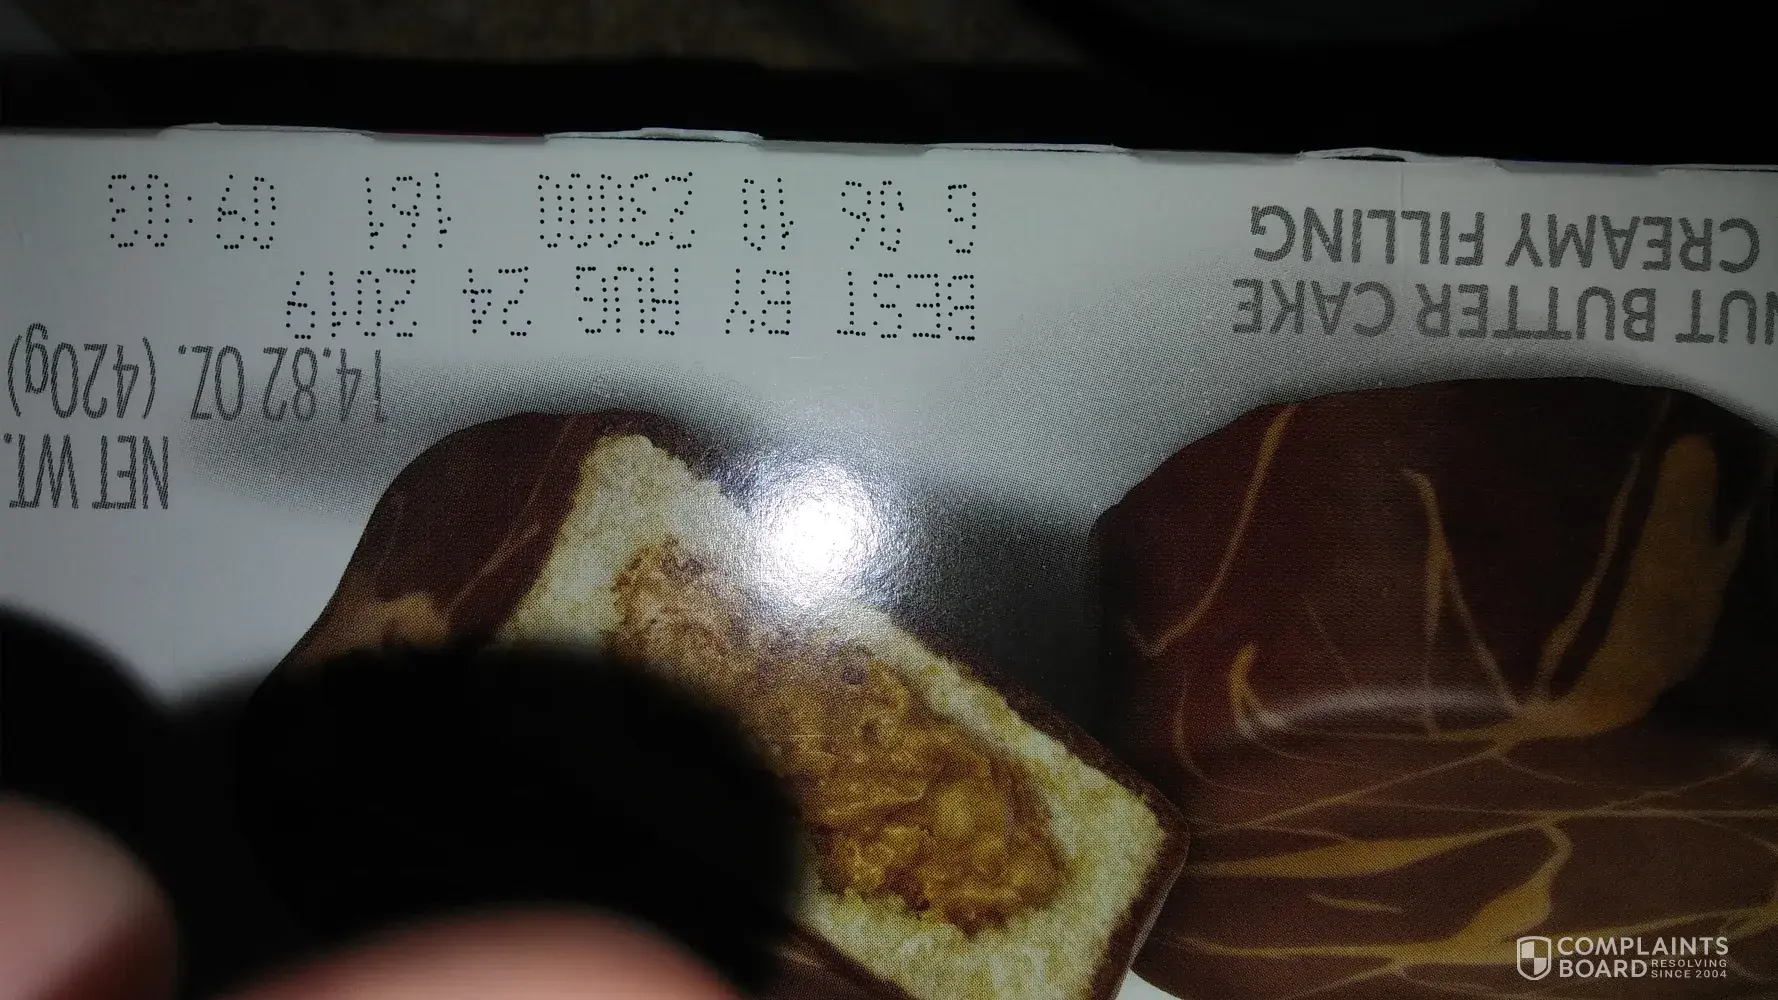 NET WT.
14.82 OZ. (420g)
BEST BY AUG 24 2019
6 06 10 23000 161 09:03
NUT BUTTER CAKE
CREAMY FILLING
COMPLAINTS
BOARD RESOLVING SINCE 2004